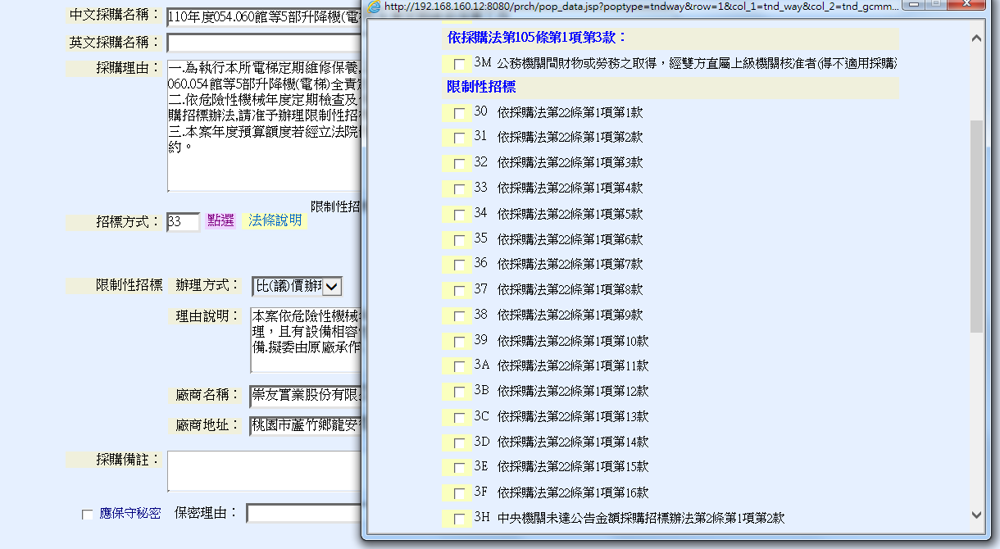 中文採購名稱：
110年度054.060館等5部升降機(電
英文採購名稱：
採購理由：
一.為執行本所電梯定期維修保養,
060.054館等5部升降機(電梯)全責
二.依危險性機械年度定期檢查及
購招標辦法,請准予辦理限制性招
三.本案年度預算額度若經立法院
約。
限制性招
招標方式： 33 點選 法條說明
限制性招標 辦理方式： 比(議)價辦
理由說明：
本案依危險性機械
理，且有設備相容
備.擬委由原廠承作
廠商名稱： 崇友實業股份有限
廠商地址： 桃園市蘆竹鄉龍安
採購備註：
應保守秘密 保密理由：
http://192.168.160.12:8080/prch/pop_data.jsp?poptype=tndway&row=1&col_1=tnd_way&col_2=tnd_gcmm...
依採購法第105條第1項第3款：
3M 公務機關間財物或勞務之取得，經雙方直屬上級機關核准者(得不適用採購
限制性招標
30 依採購法第22條第1項第1款
31 依採購法第22條第1項第2款
32 依採購法第22條第1項第3款
33 依採購法第22條第1項第4款
34 依採購法第22條第1項第5款
35 依採購法第22條第1項第6款
36 依採購法第22條第1項第7款
37 依採購法第22條第1項第8款
38 依採購法第22條第1項第9款
39 依採購法第22條第1項第10款
3A 依採購法第22條第1項第11款
3B 依採購法第22條第1項第12款
3C 依採購法第22條第1項第13款
3D 依採購法第22條第1項第14款
3E 依採購法第22條第1項第15款
3F 依採購法第22條第1項第16款
3H 中央機關未達公告金額採購招標辦法第2條第1項第2款